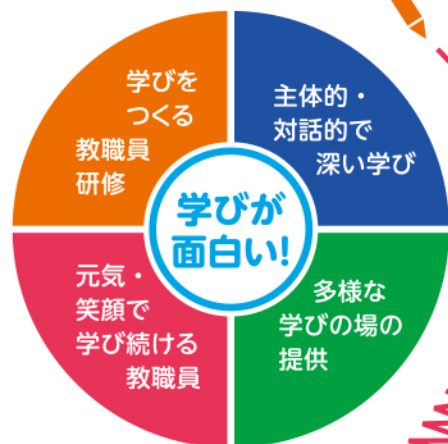 学びを
つくる
教職員
研修
主体的・
対話的で
深い学び
学びが
面白い!
元気・
笑顔で
学び続ける
教職員
多様な
学びの場の
提供